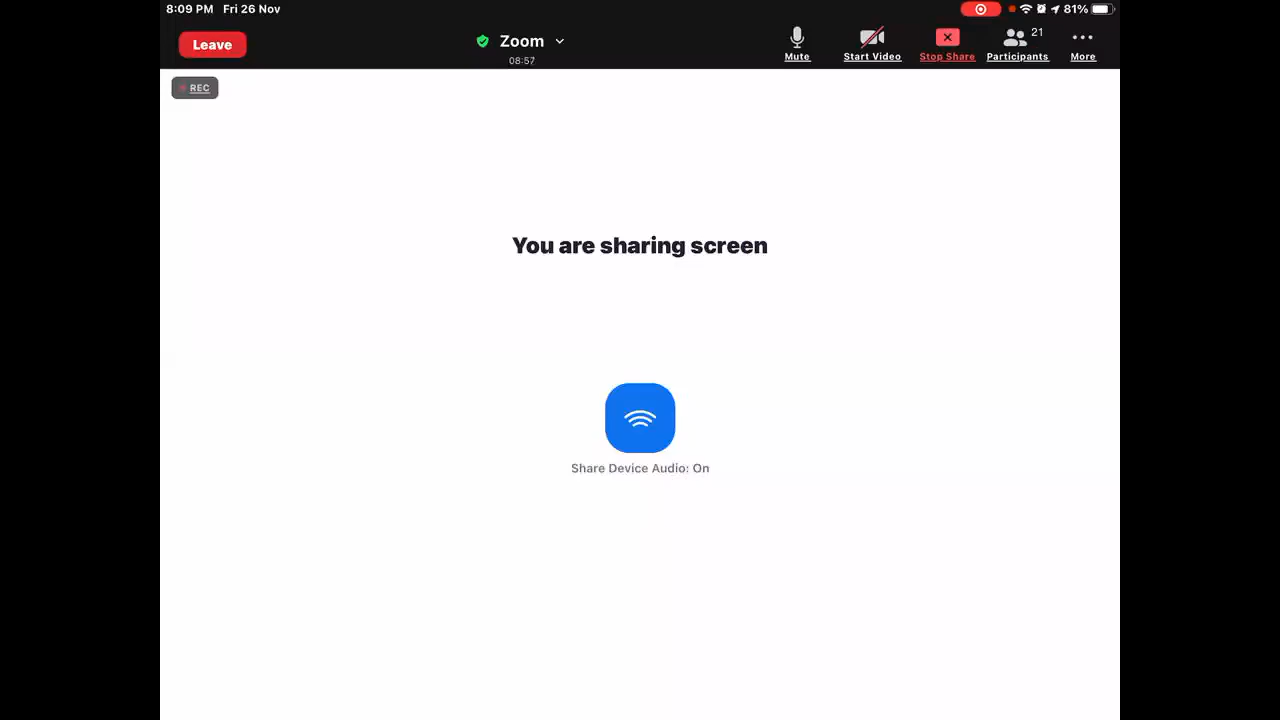 8:09 PM Fri 26 Nov 81%
Leave
Zoom
08:57
Mute
Start Video
Stop Share
21
Participants
More
REC
You are sharing screen
Share Device Audio: On